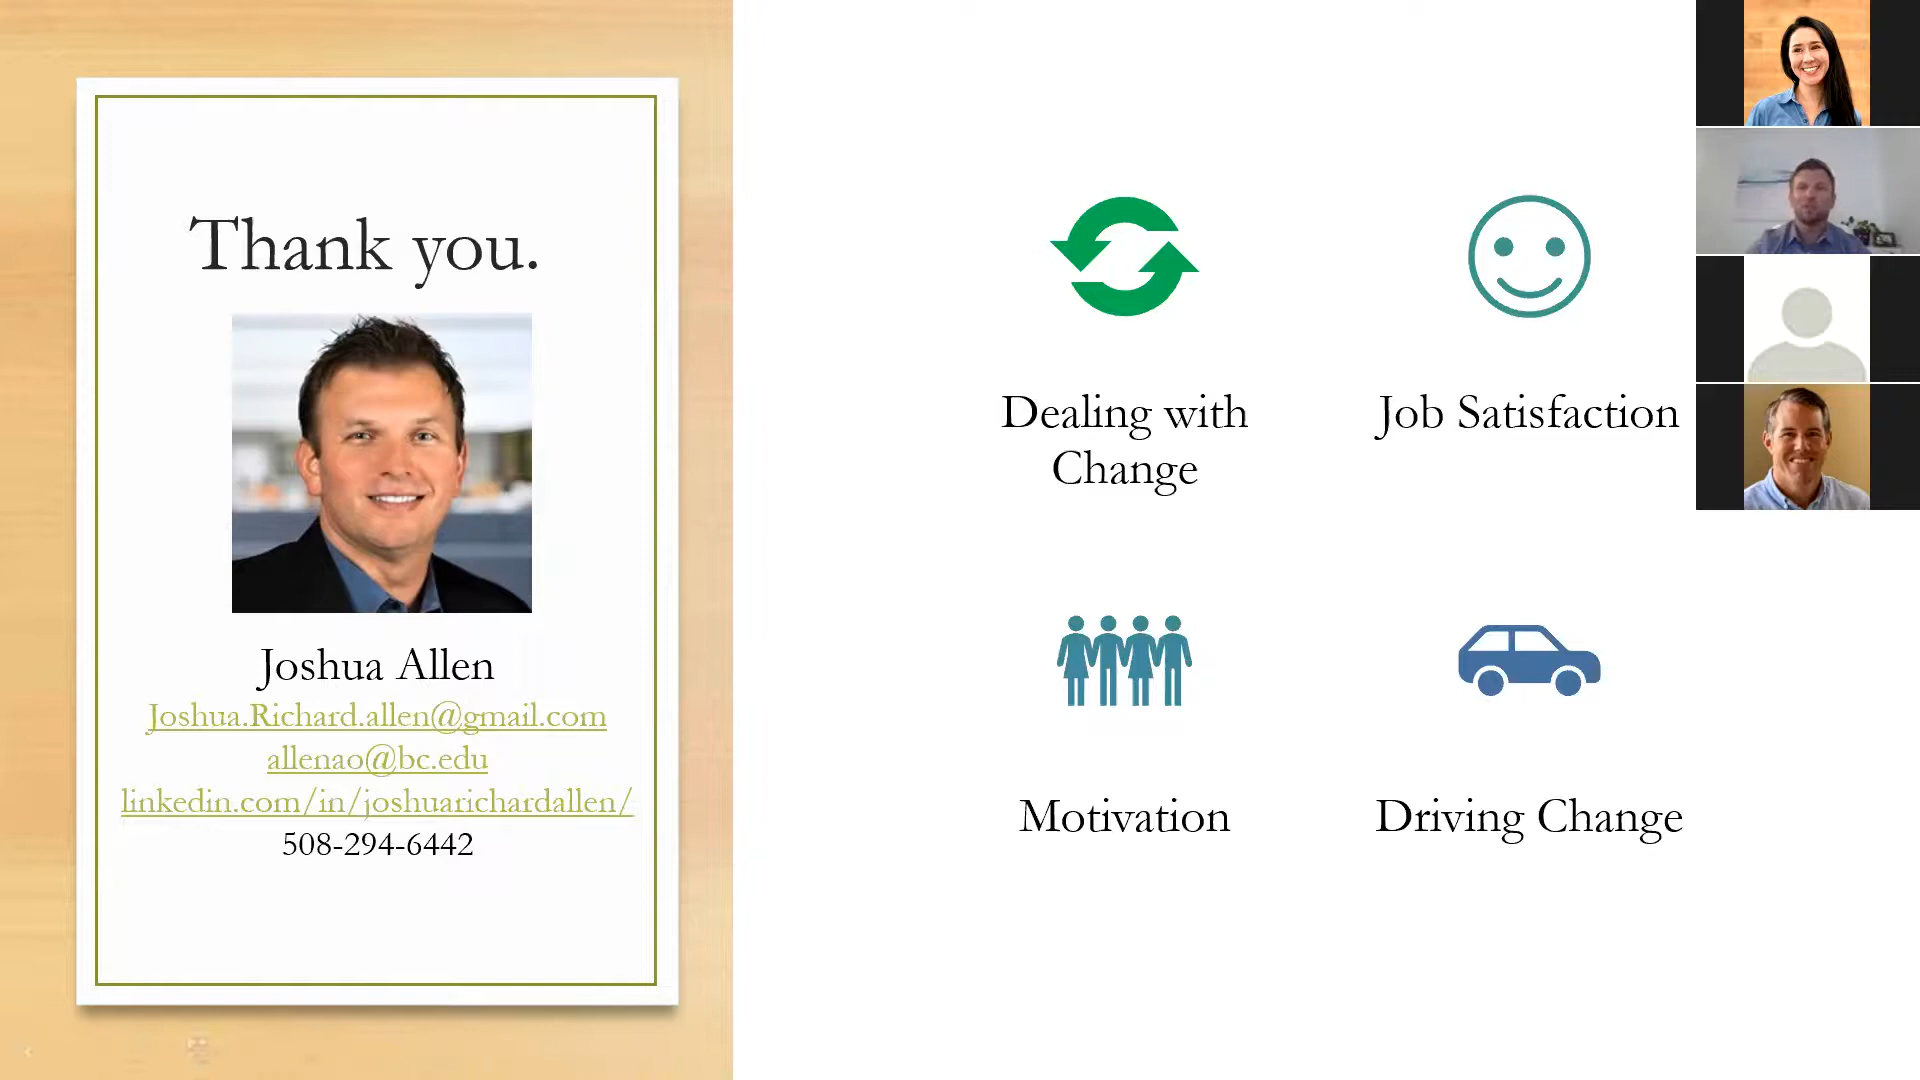 Thank you.
Joshua Allen
Joshua.Richard.allen@gmail.com
allenao@bc.edu
linkedin.com/in/joshuarichardallen/
508-294-6442
Dealing with
Change
Job Satisfaction
Motivation
Driving Change